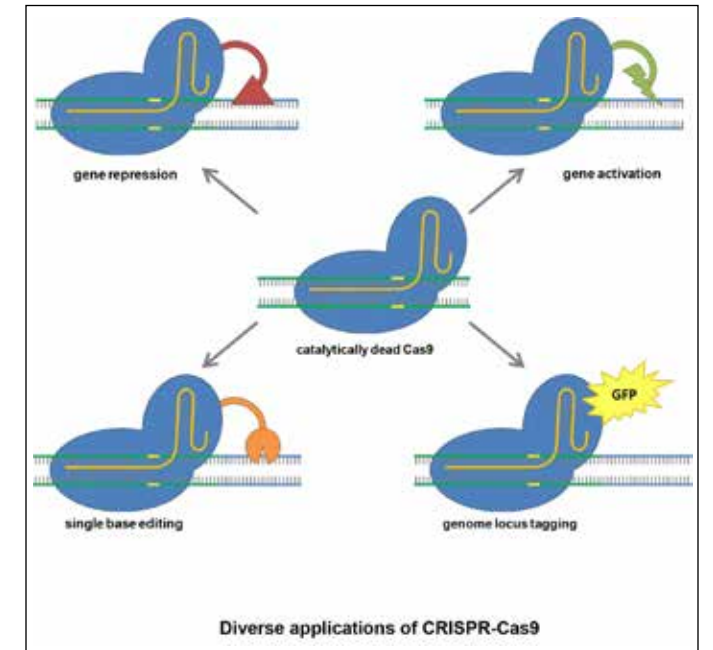 gene repression
gene activation
catalytically dead Cas9
GFP
single base editing
genome locus tagging
Diverse applications of CRISPR-Cas9